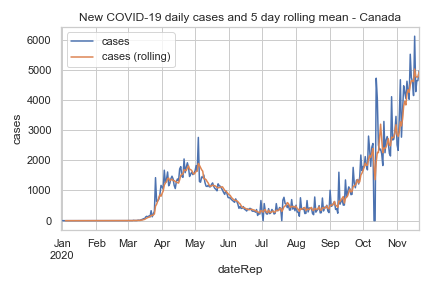 New COVID-19 daily cases and 5 day rolling mean - Canada
cases
cases (rolling)
6000
5000
4000
3000
2000
1000
0
cases
Jan Feb Mar Apr May Jun Jul Aug Sep Oct Nov
2020
dateRep